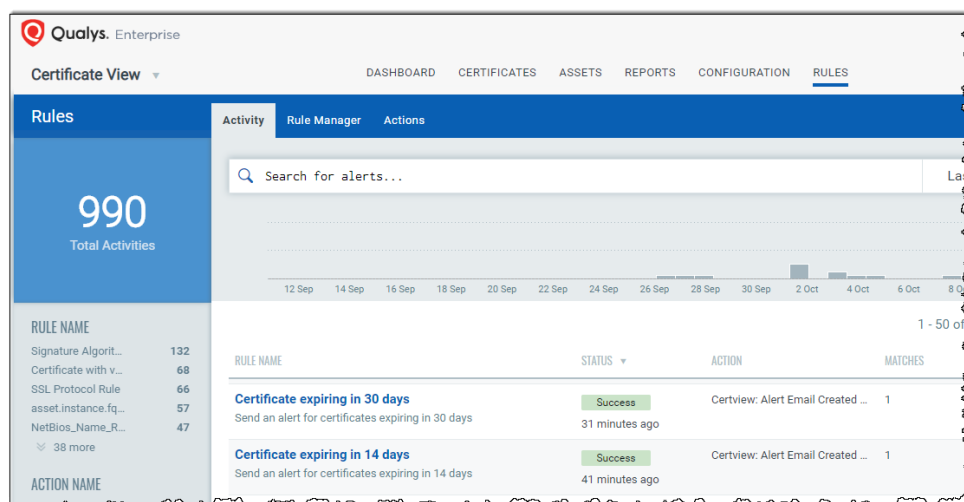 Qualys. Enterprise
Certificate View
DASHBOARD CERTIFICATES ASSETS REPORTS CONFIGURATION RULES
Rules
Activity Rule Manager Actions
990
Total Activities
Search for alerts...
12 Sep 14 Sep 16 Sep 18 Sep 20 Sep 22 Sep 24 Sep 26 Sep 28 Sep 30 Sep 2 Oct 4 Oct 6 Oct
1 - 50 of
RULE NAME
Signature Algorit... 132
Certificate with v... 68
SSL Protocol Rule 66
asset.instance.fq... 57
NetBios_Name_R... 47
38 more
ACTION NAME
RULE NAME STATUS ACTION MATCHES
Certificate expiring in 30 days
Send an alert for certificates expiring in 30 days
Success
31 minutes ago
Certview: Alert Email Created ...
1
Certificate expiring in 14 days
Send an alert for certificates expiring in 14 days
Success
41 minutes ago
Certview: Alert Email Created ...
1